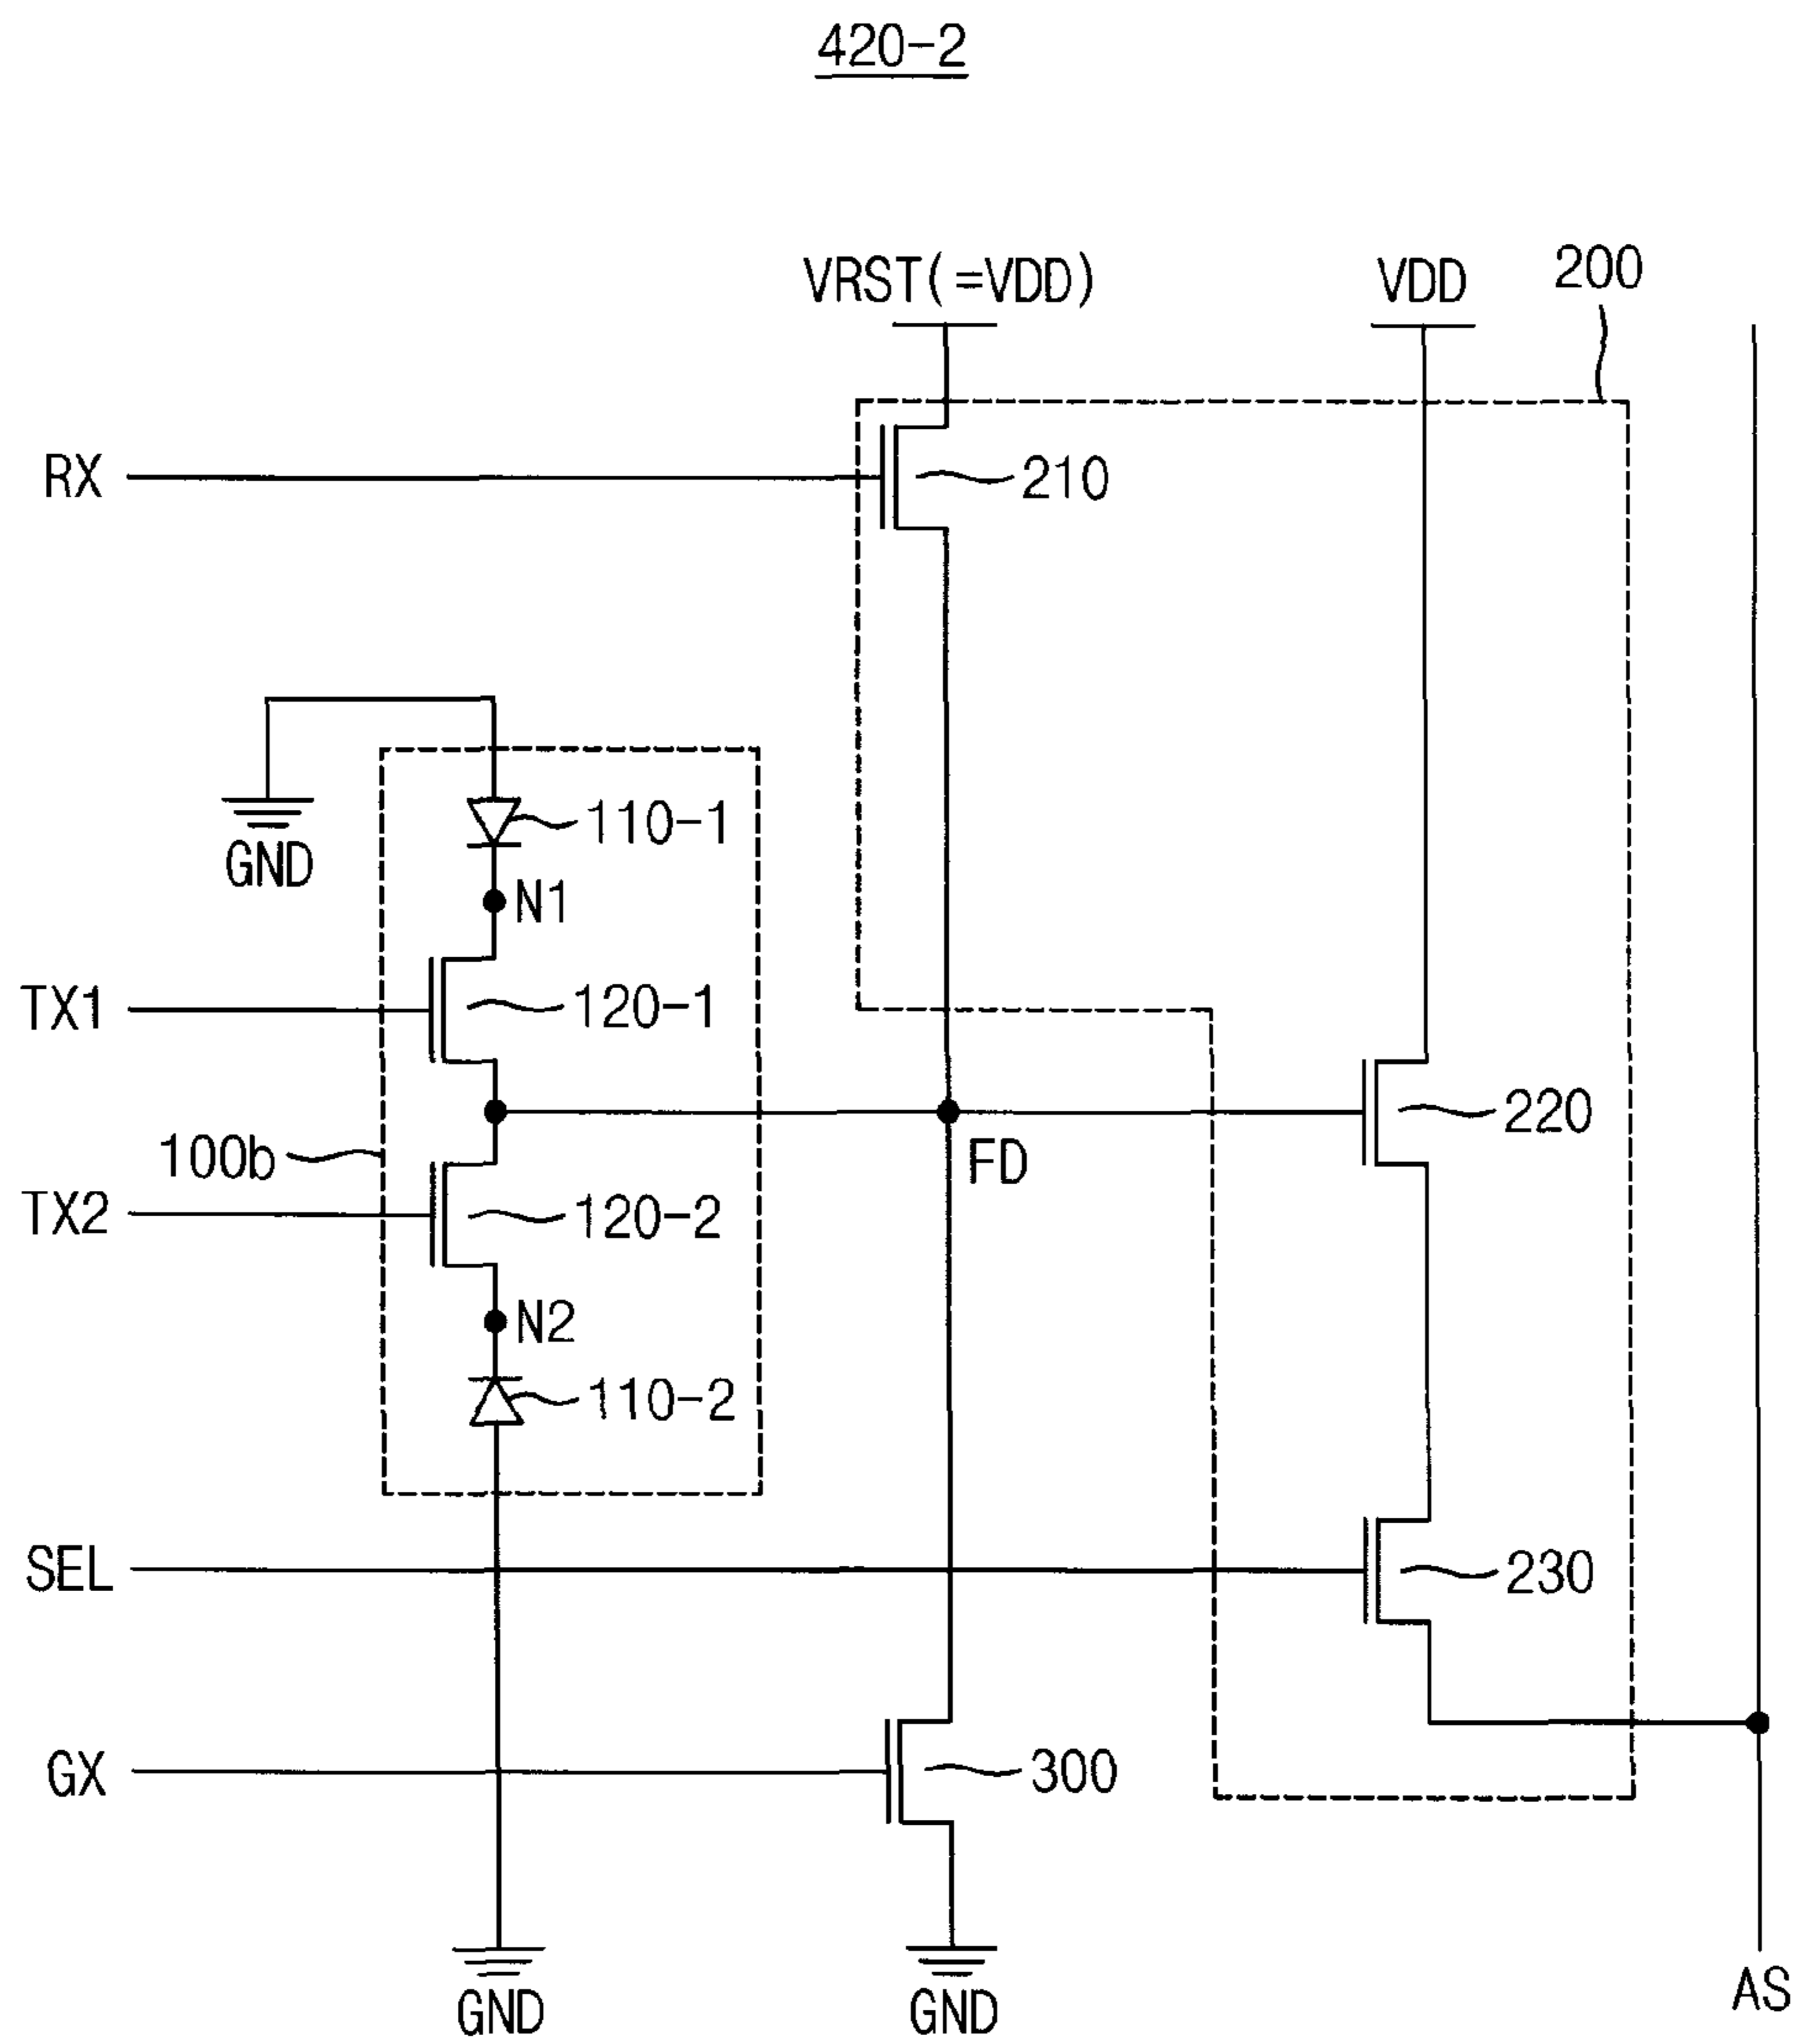 420-2
VRST(=VDD)
VDD
200
RX
210
110-1
GND
N1
TX1
120-1
220
100b
FD
TX2
120-2
N2
110-2
SEL
230
GX
300
GND
GND
AS